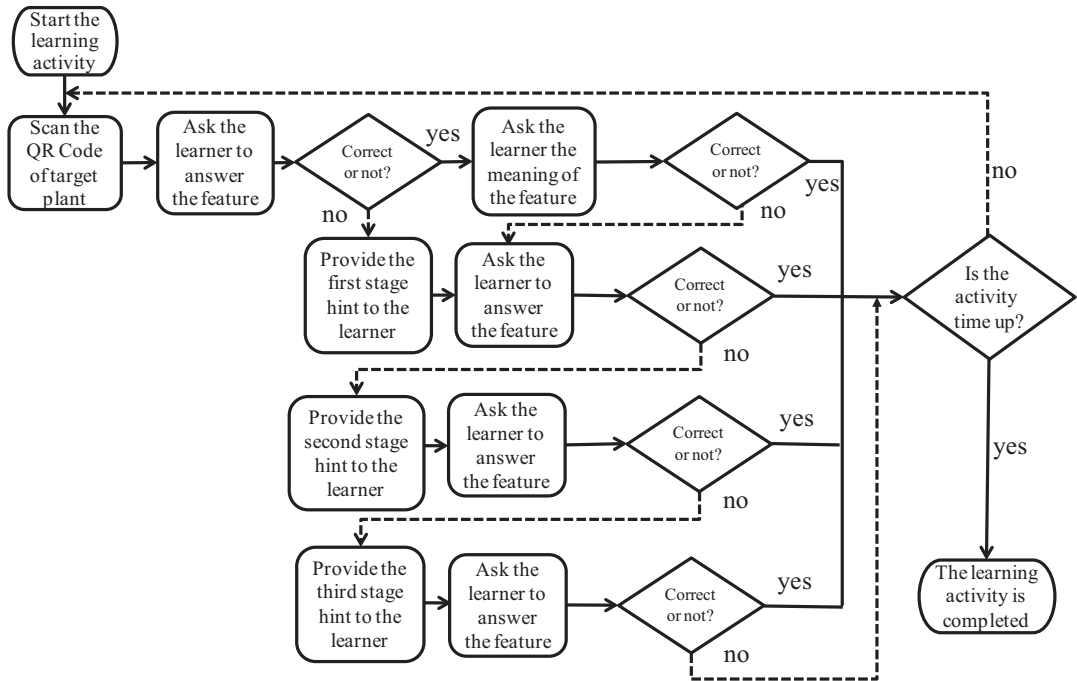 Start the
learning
activity
Scan the
QR Code
of target
plant
Ask the
learner to
answer
the feature
Correct
or not?
yes
Ask the
learner the
meaning of
the feature
Correct
or not?
yes
no
no
no
Provide the
first stage
hint to the
learner
Ask the
learner to
answer
the feature
Correct
or not?
yes
Is the
activity
time up?
no
Provide the
second stage
hint to the
learner
Ask the
learner to
answer
the feature
Correct
or not?
yes
yes
no
Provide the
third stage
hint to the
learner
Ask the
learner to
answer
the feature
Correct
or not?
yes
no
The learning
activity is
completed